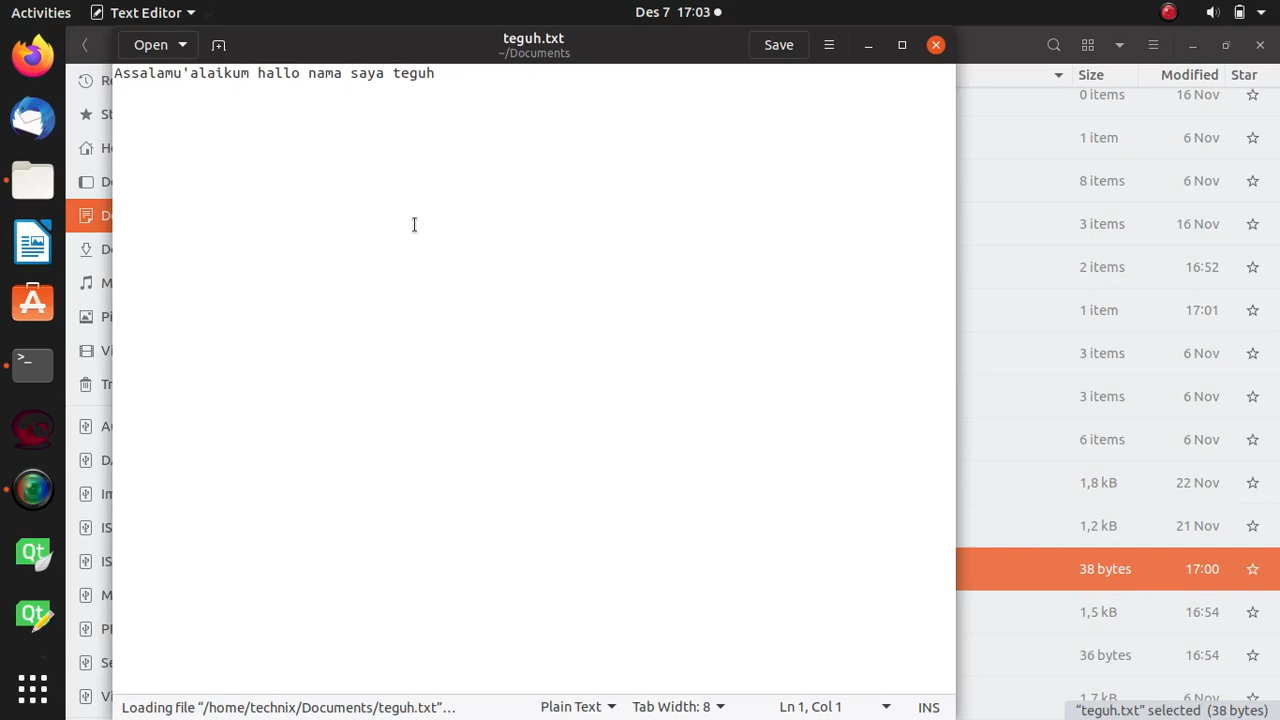 Activities Text Editor Des 7 17:03
Open teguh.txt Save
~/Documents
Assalamu'alaikum hallo nama saya teguh
Size Modified Star
0 items 16 Nov
1 item 6 Nov
8 items 6 Nov
3 items 16 Nov
2 items 16:52
1 item 17:01
3 items 6 Nov
3 items 6 Nov
6 items 6 Nov
1,8 kB 22 Nov
1,2 kB 21 Nov
38 bytes 17:00
1,5 kB 16:54
36 bytes 16:54
1,7 kB 6 Nov
Loading file “/home/technix/Documents/teguh.txt”… Plain Text Tab Width: 8 Ln 1, Col 1 INS
“teguh.txt” selected (38 bytes)